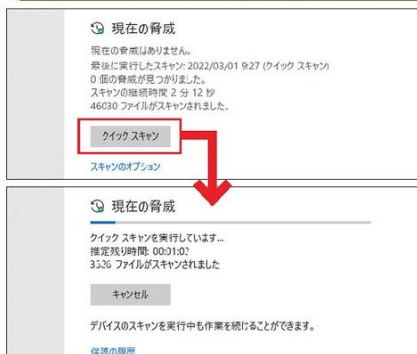 現在の脅威
現在の脅威はありません。
最後に実行したスキャン: 2022/03/01 9:27 (クイック スキャン)
0 個の脅威が見つかりました。
スキャンの継続時間 2 分 12 秒
46030 ファイルがスキャンされました。
クイック スキャン
スキャンのオプション
現在の脅威
クイック スキャンを実行しています...
推定残り時間: 00:01:02
3526 ファイルがスキャンされました
キャンセル
デバイスのスキャンを実行中も作業を続けることができます。
保護の履歴